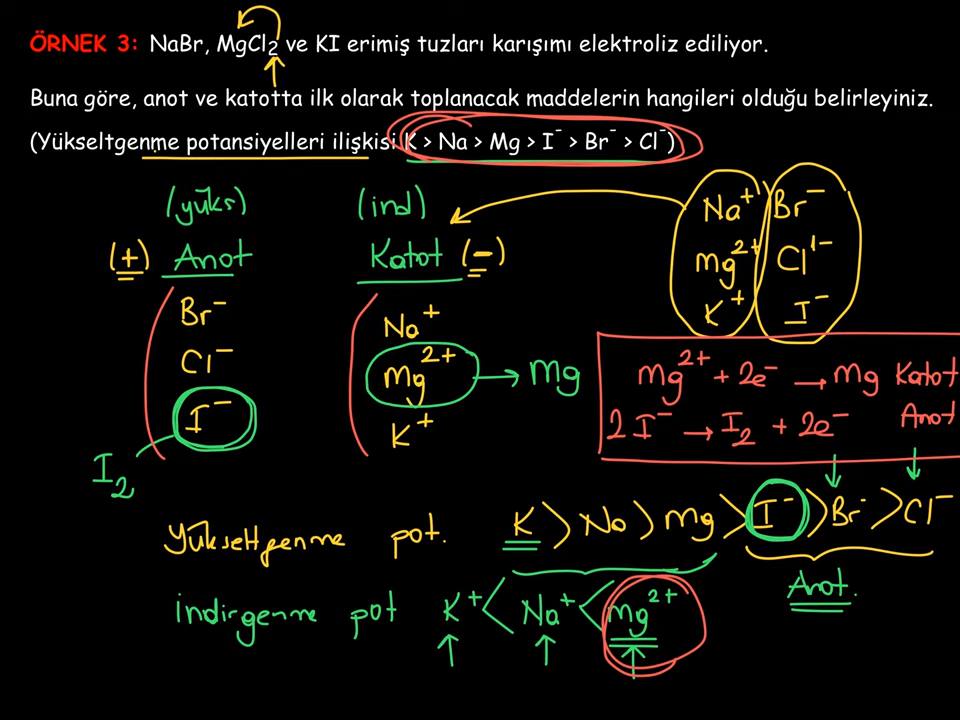 ÖRNEK 3: NaBr, MgCl₂ ve KI erimiş tuzları karışımı elektroliz ediliyor.
Buna göre, anot ve katotta ilk olarak toplanacak maddelerin hangileri olduğu belirleyiniz.
(Yükseltgenme potansiyelleri ilişkisi K > Na > Mg > I⁻ > Br⁻ > Cl⁻)
(yüks)
(+) Anot
Br⁻
Cl⁻
I⁻
I₂
(ind)
Katot (-)
Na⁺
Mg²⁺ → Mg
K⁺
Na⁺ Br⁻
Mg²⁺ Cl¹⁻
K⁺ I⁻
Mg²⁺ + 2e⁻ → Mg Katot
2I⁻ → I₂ + 2e⁻ Anot
Yükseltgenme pot. K > Na > Mg > I⁻ > Br⁻ > Cl⁻
Anot.
İndirgenme pot K⁺ < Na⁺ < Mg²⁺